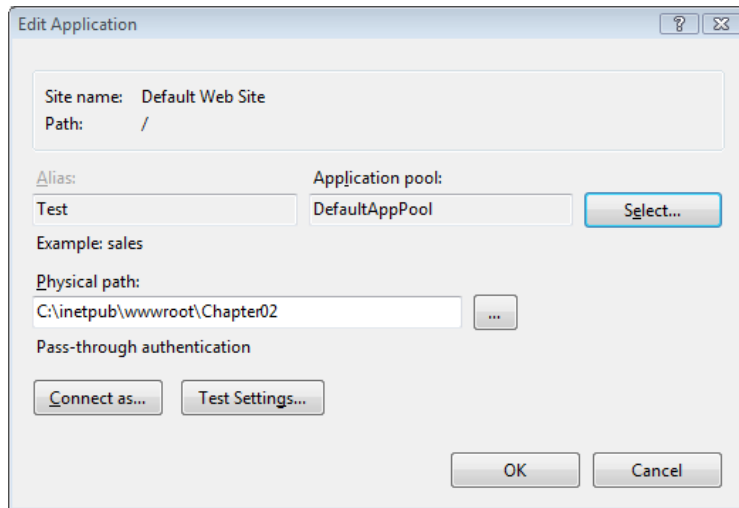 Edit Application
Site name: Default Web Site
Path: /
Alias: Application pool:
Test DefaultAppPool Select...
Example: sales
Physical path:
C:\inetpub\wwwroot\Chapter02 ...
Pass-through authentication
Connect as... Test Settings...
OK Cancel